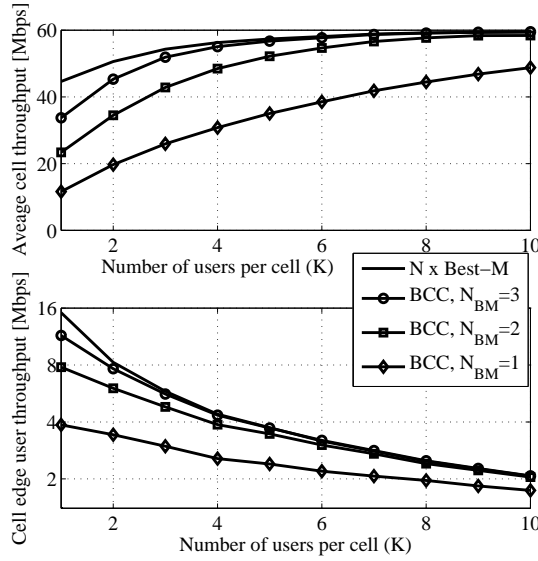 60
40
20
0
Aveage cell throughput [Mbps]
2
4
6
8
10
Number of users per cell (K)
N x Best−M
BCC, N_BM=3
BCC, N_BM=2
BCC, N_BM=1
16
8
4
2
Cell edge user throughput [Mbps]
2
4
6
8
10
Number of users per cell (K)